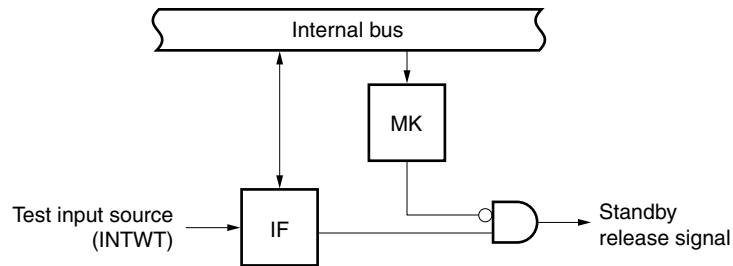 Internal bus
MK
Test input source
(INTWT)
IF
Standby
release signal